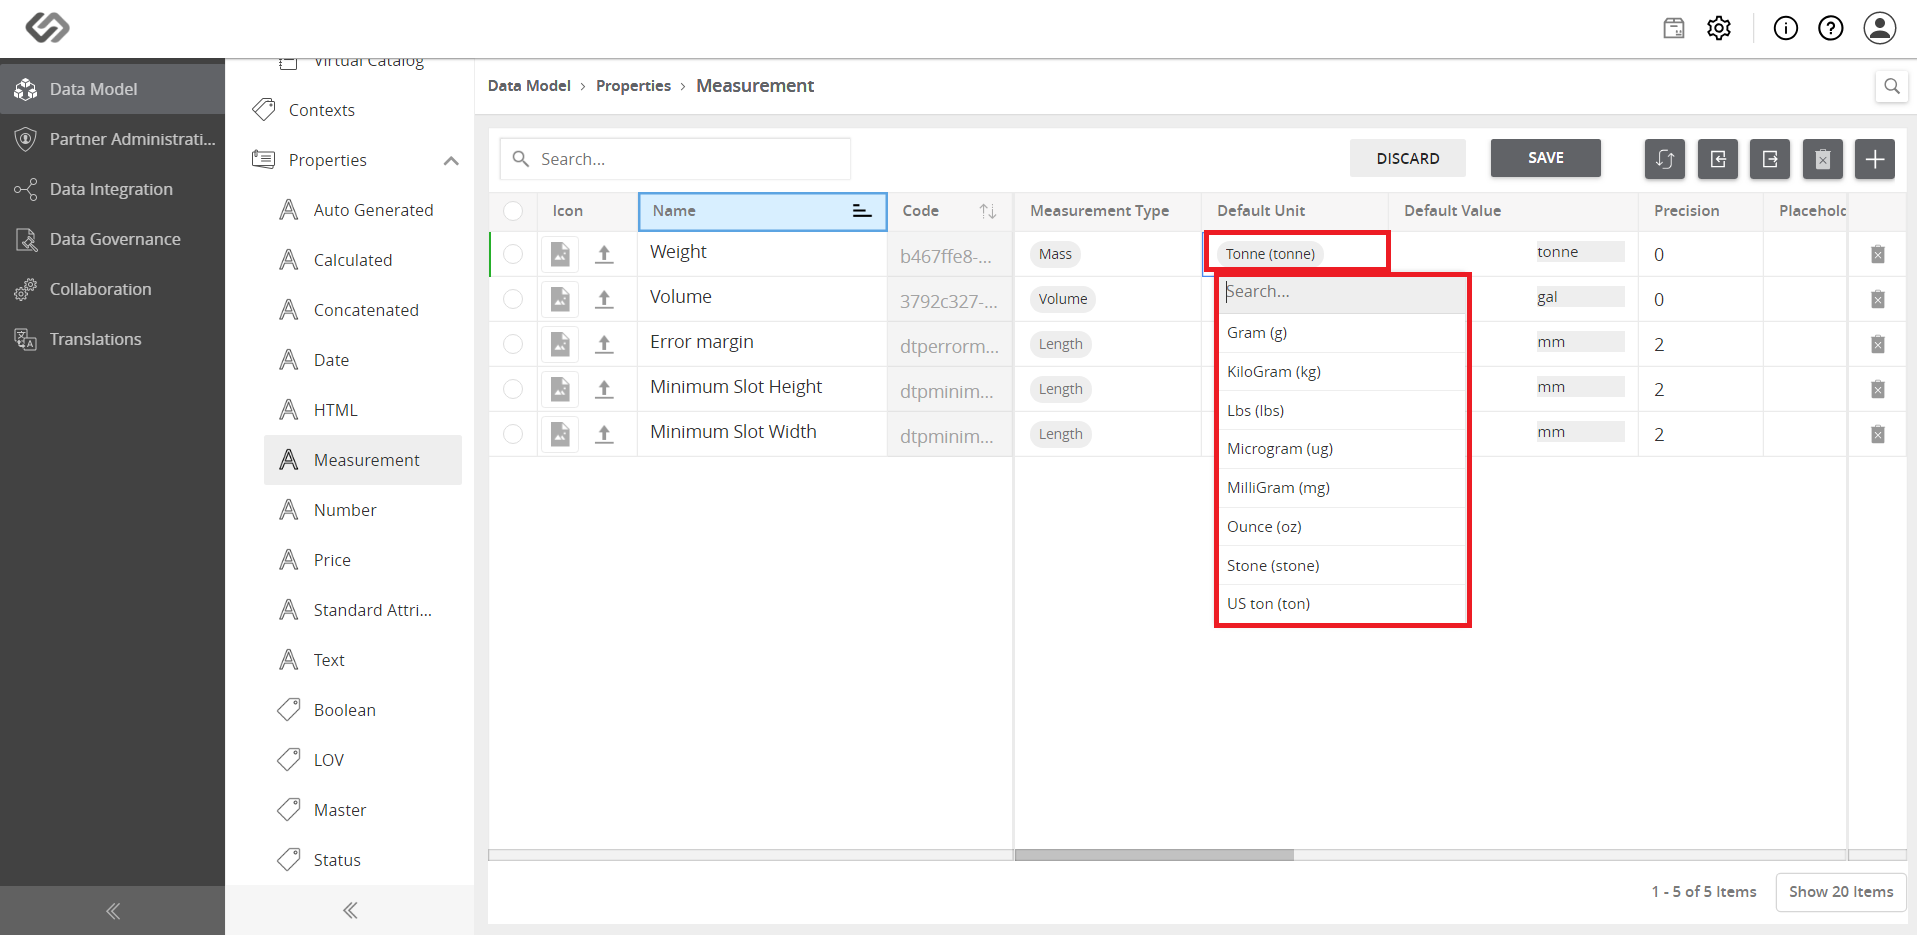 Data Model
Partner Administrati...
Data Integration
Data Governance
Collaboration
Translations
Virtual Catalog
Contexts
Properties
Auto Generated
Calculated
Concatenated
Date
HTML
Measurement
Number
Price
Standard Attri...
Text
Boolean
LOV
Master
Status
Data Model > Properties > Measurement
Search...
DISCARD
SAVE
Icon Name Code Measurement Type Default Unit Default Value Precision Placehold
Weight b467ffe8-... Mass Tonne (tonne) tonne 0
Volume 3792c327-... Volume gal 0
Error margin dtperrorm... Length mm 2
Minimum Slot Height dtpminim... Length mm 2
Minimum Slot Width dtpminim... Length mm 2
Search...
Gram (g)
KiloGram (kg)
Lbs (lbs)
Microgram (ug)
MilliGram (mg)
Ounce (oz)
Stone (stone)
US ton (ton)
1 - 5 of 5 Items
Show 20 Items